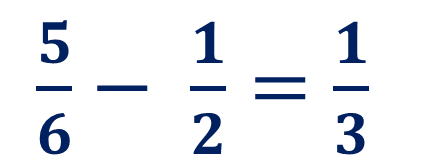 5/6 − 1/2 = 1/3